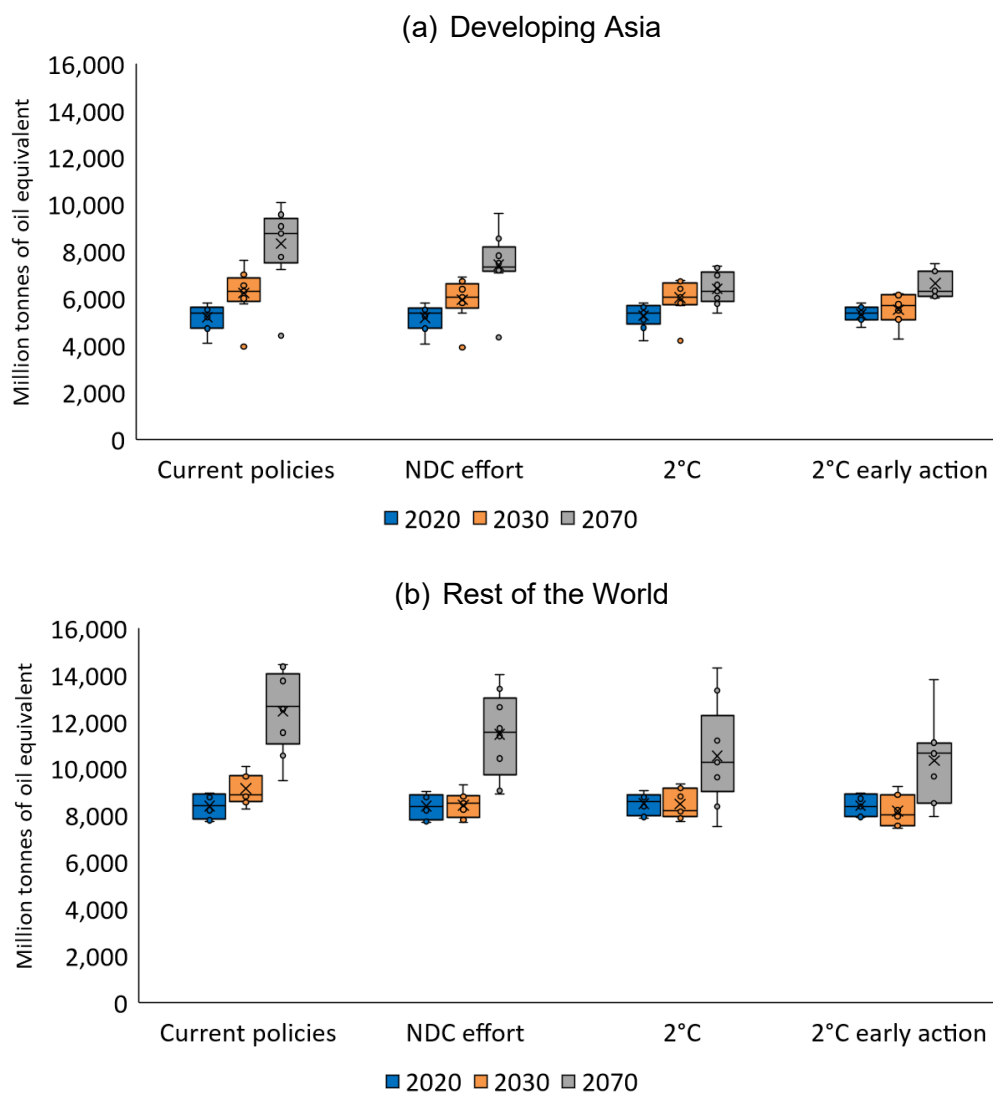 (a) Developing Asia
Million tonnes of oil equivalent
16,000
14,000
12,000
10,000
8,000
6,000
4,000
2,000
0
Current policies NDC effort 2°C 2°C early action
2020 2030 2070
(b) Rest of the World
Million tonnes of oil equivalent
16,000
14,000
12,000
10,000
8,000
6,000
4,000
2,000
0
Current policies NDC effort 2°C 2°C early action
2020 2030 2070